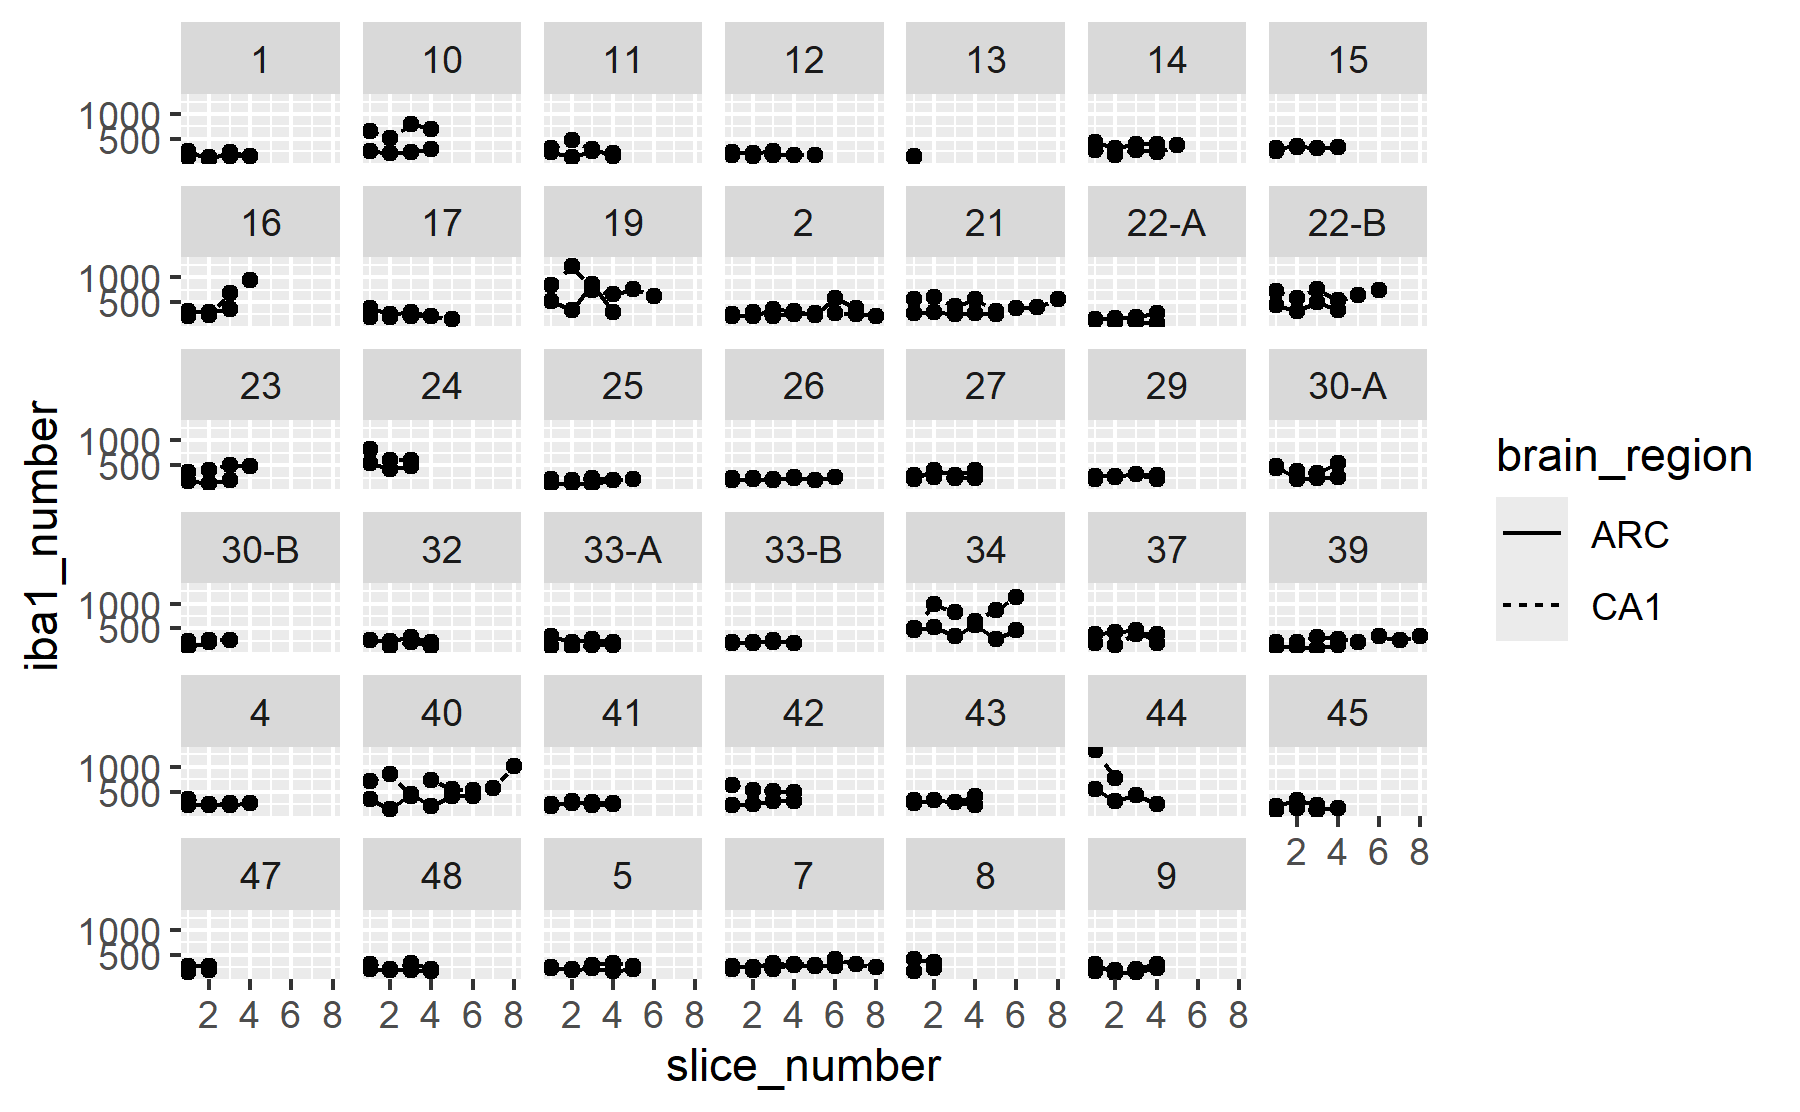 1 10 11 12 13 14 15
1000
500
16 17 19 2 21 22-A 22-B
1000
500
23 24 25 26 27 29 30-A
1000
500
30-B 32 33-A 33-B 34 37 39
1000
500
4 40 41 42 43 44 45
1000
500
2 4 6 8
47 48 5 7 8 9
1000
500
2 4 6 8 2 4 6 8 2 4 6 8 2 4 6 8 2 4 6 8 2 4 6 8
slice_number
iba1_number
brain_region
ARC
CA1